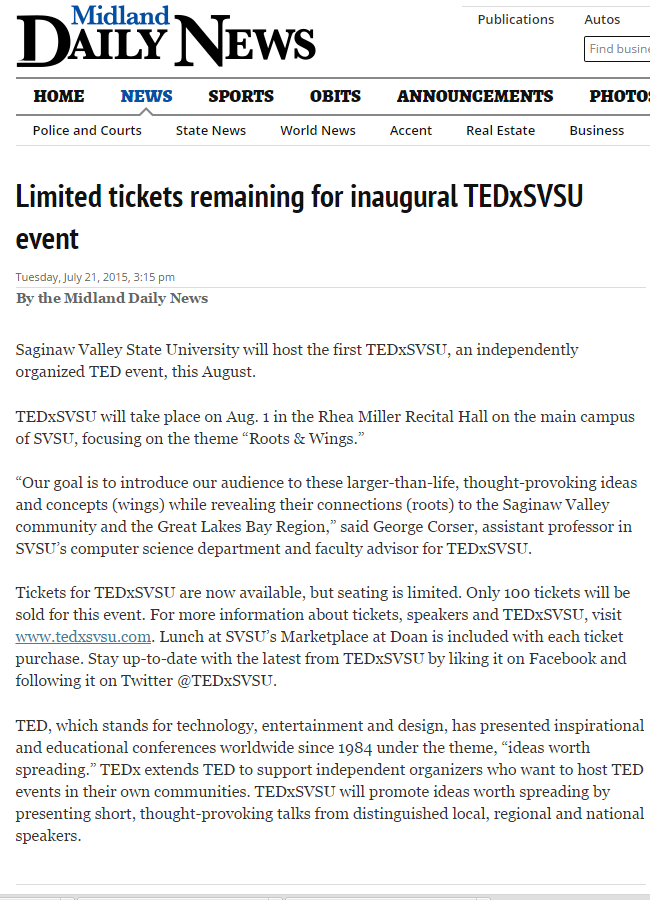 Midland
DAILY NEWS
Publications Autos
Find busine
HOME NEWS SPORTS OBITS ANNOUNCEMENTS PHOTO
Police and Courts State News World News Accent Real Estate Business
Limited tickets remaining for inaugural TEDxSVSU
event
Tuesday, July 21, 2015, 3:15 pm
By the Midland Daily News
Saginaw Valley State University will host the first TEDxSVSU, an independently
organized TED event, this August.
TEDxSVSU will take place on Aug. 1 in the Rhea Miller Recital Hall on the main campus
of SVSU, focusing on the theme “Roots & Wings.”
“Our goal is to introduce our audience to these larger-than-life, thought-provoking ideas
and concepts (wings) while revealing their connections (roots) to the Saginaw Valley
community and the Great Lakes Bay Region,” said George Corser, assistant professor in
SVSU’s computer science department and faculty advisor for TEDxSVSU.
Tickets for TEDxSVSU are now available, but seating is limited. Only 100 tickets will be
sold for this event. For more information about tickets, speakers and TEDxSVSU, visit
www.tedxsvsu.com. Lunch at SVSU’s Marketplace at Doan is included with each ticket
purchase. Stay up-to-date with the latest from TEDxSVSU by liking it on Facebook and
following it on Twitter @TEDxSVSU.
TED, which stands for technology, entertainment and design, has presented inspirational
and educational conferences worldwide since 1984 under the theme, “ideas worth
spreading.” TEDx extends TED to support independent organizers who want to host TED
events in their own communities. TEDxSVSU will promote ideas worth spreading by
presenting short, thought-provoking talks from distinguished local, regional and national
speakers.